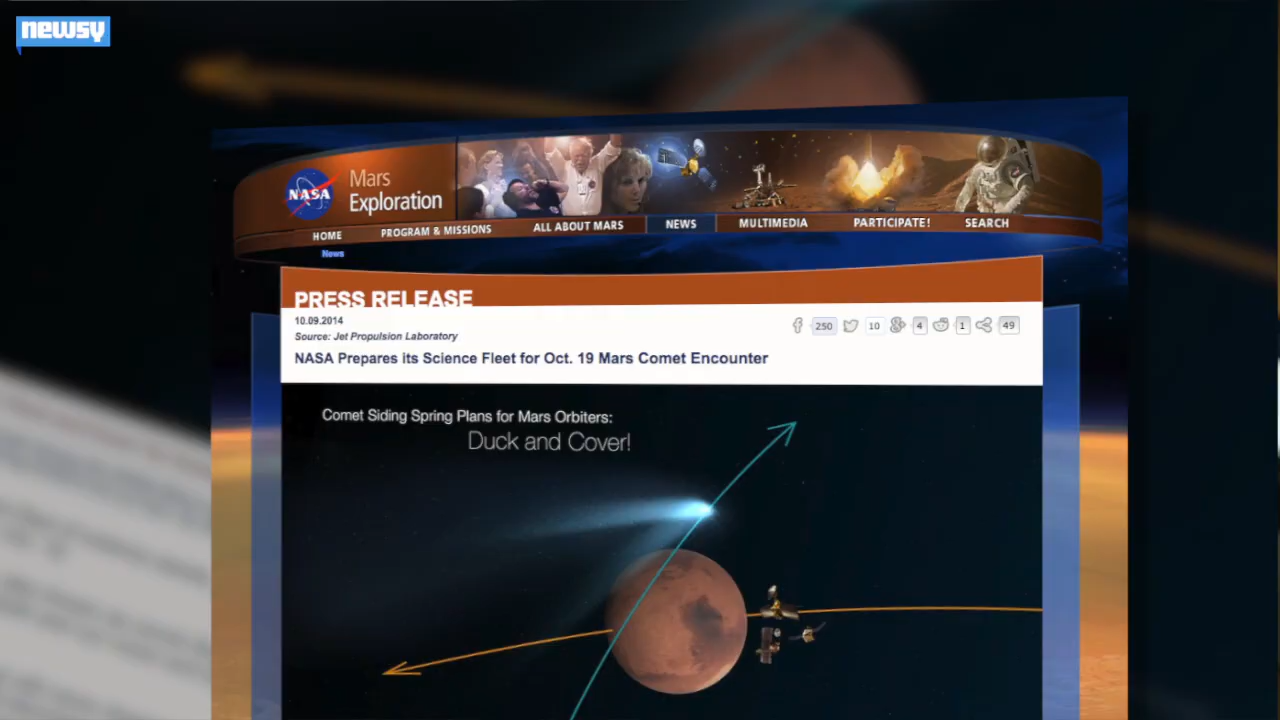 newsy
NASA
Mars
Exploration
HOME
PROGRAM & MISSIONS
ALL ABOUT MARS
NEWS
MULTIMEDIA
PARTICIPATE!
SEARCH
News
PRESS RELEASE
10.09.2014
250
10
4
1
49
Source: Jet Propulsion Laboratory
NASA Prepares its Science Fleet for Oct. 19 Mars Comet Encounter
Comet Siding Spring Plans for Mars Orbiters:
Duck and Cover!